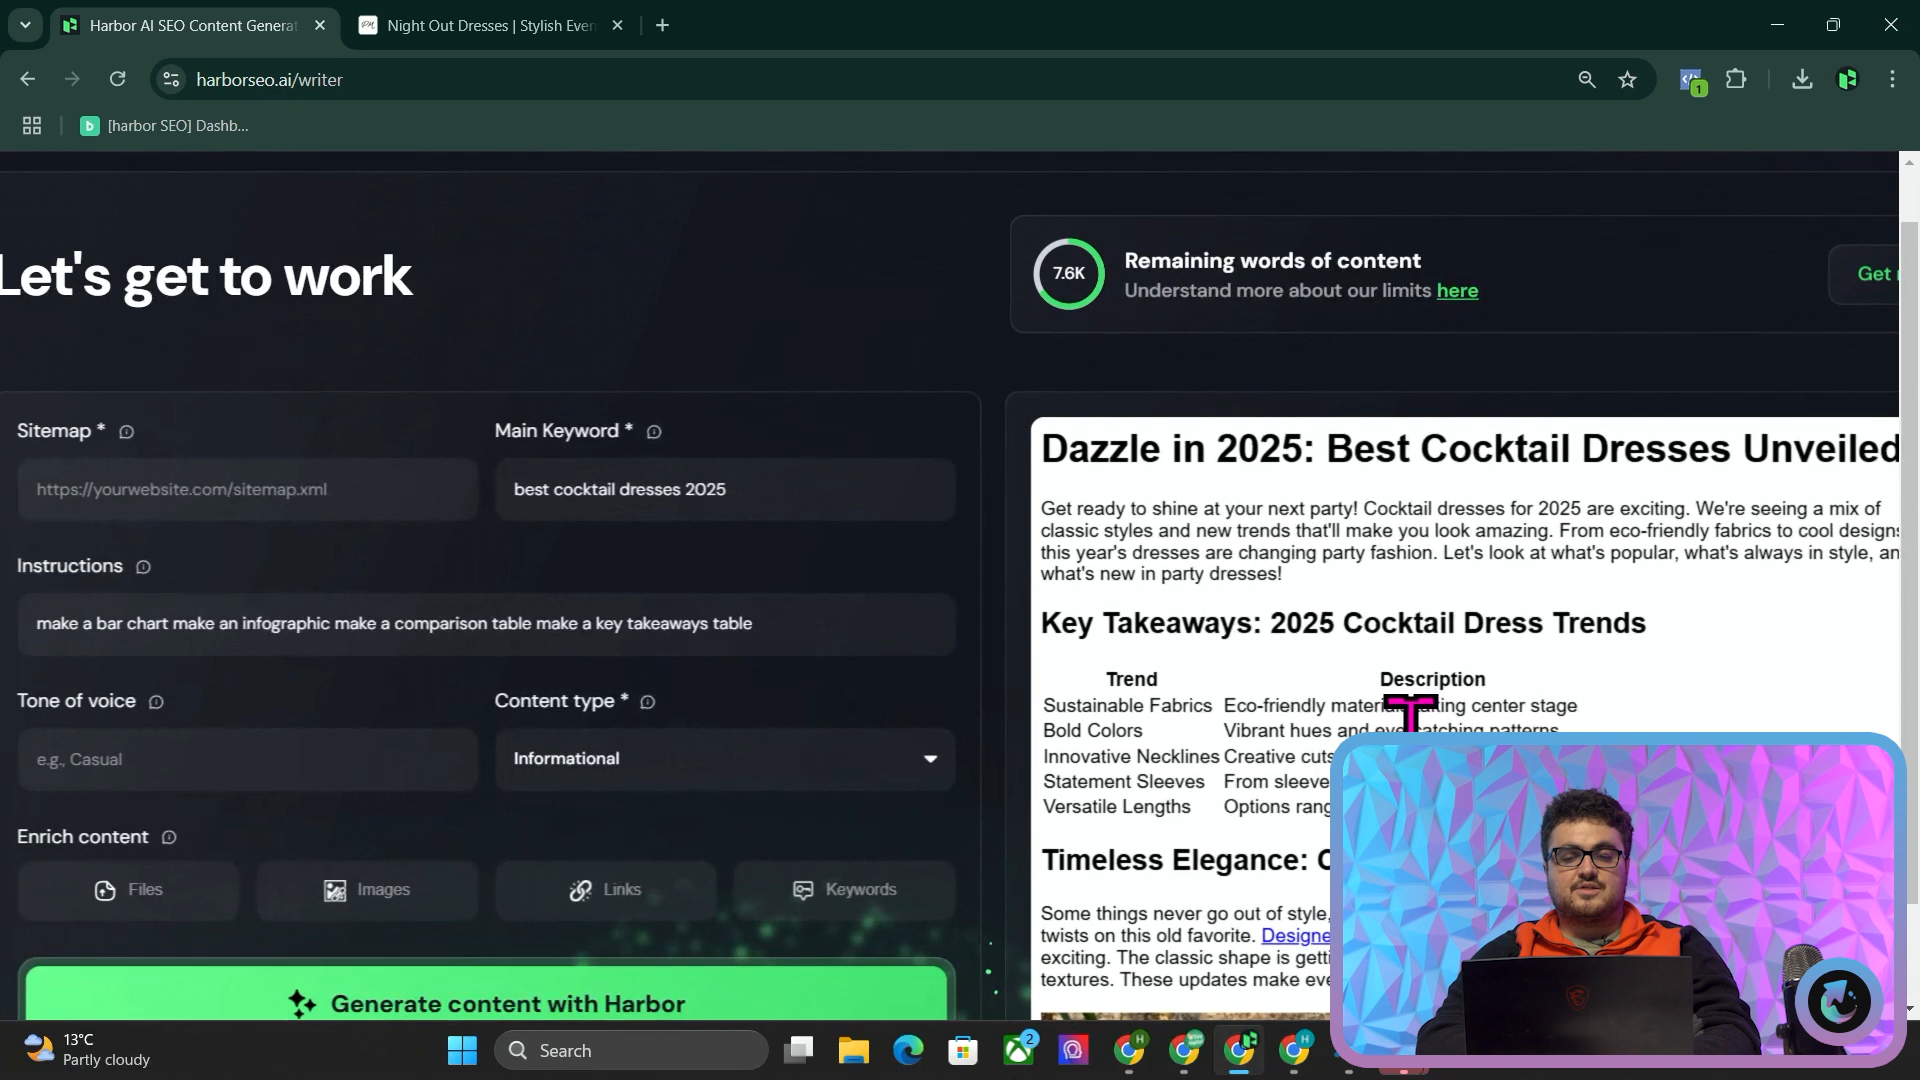 Harbor AI SEO Content Generat
Night Out Dresses | Stylish Even
harborseo.ai/writer
1
[harbor SEO] Dashb...
Let's get to work
7.6K
Remaining words of content
Understand more about our limits here
Get
Sitemap *
Main Keyword *
https://yourwebsite.com/sitemap.xml
best cocktail dresses 2025
Instructions
make a bar chart make an infographic make a comparison table make a key takeaways table
Tone of voice
Content type *
e.g., Casual
Informational
Enrich content
Files
Images
Links
Keywords
Generate content with Harbor
Dazzle in 2025: Best Cocktail Dresses Unveiled
Get ready to shine at your next party! Cocktail dresses for 2025 are exciting. We're seeing a mix of
classic styles and new trends that'll make you look amazing. From eco-friendly fabrics to cool designs
this year's dresses are changing party fashion. Let's look at what's popular, what's always in style, an
what's new in party dresses!
Key Takeaways: 2025 Cocktail Dress Trends
Trend Description
Sustainable Fabrics Eco-friendly materials taking center stage
Bold Colors Vibrant hues and eye-catching patterns
Innovative Necklines Creative cuts
Statement Sleeves From sleeve
Versatile Lengths Options rang
Timeless Elegance: C
Some things never go out of style,
twists on this old favorite. Designe
exciting. The classic shape is getti
textures. These updates make eve
13°C
Partly cloudy
Search
2